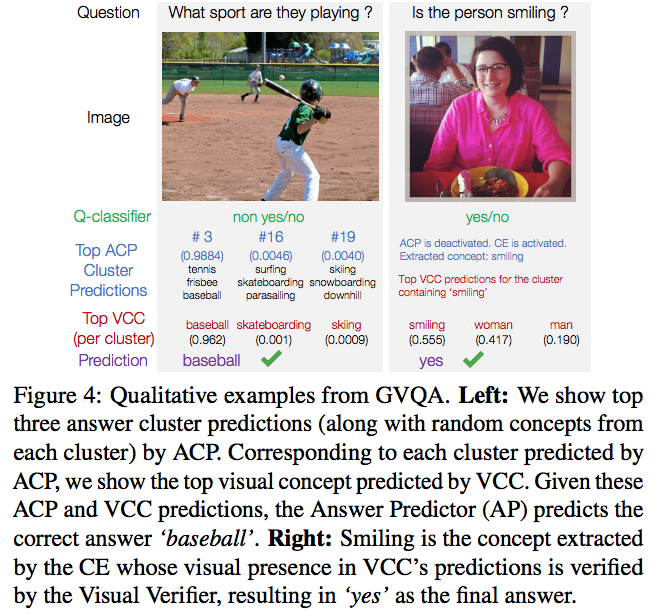 Question What sport are they playing ? Is the person smiling ?
Image
Q-classifier non yes/no yes/no
Top ACP Cluster Predictions
# 3 #16 #19
(0.9884) (0.0046) (0.0040)
tennis surfing skiing
frisbee skateboarding snowboarding
baseball parasailing downhill
ACP is deactivated. CE is activated.
Extracted concept: smiling
Top VCC predictions for the cluster
containing ‘smiling’
Top VCC baseball skateboarding skiing smiling woman man
(per cluster) (0.962) (0.001) (0.0009) (0.555) (0.417) (0.190)
Prediction baseball yes
Figure 4: Qualitative examples from GVQA. Left: We show top
three answer cluster predictions (along with random concepts from
each cluster) by ACP. Corresponding to each cluster predicted by
ACP, we show the top visual concept predicted by VCC. Given these
ACP and VCC predictions, the Answer Predictor (AP) predicts the
correct answer ‘baseball’. Right: Smiling is the concept extracted
by the CE whose visual presence in VCC’s predictions is verified
by the Visual Verifier, resulting in ‘yes’ as the final answer.